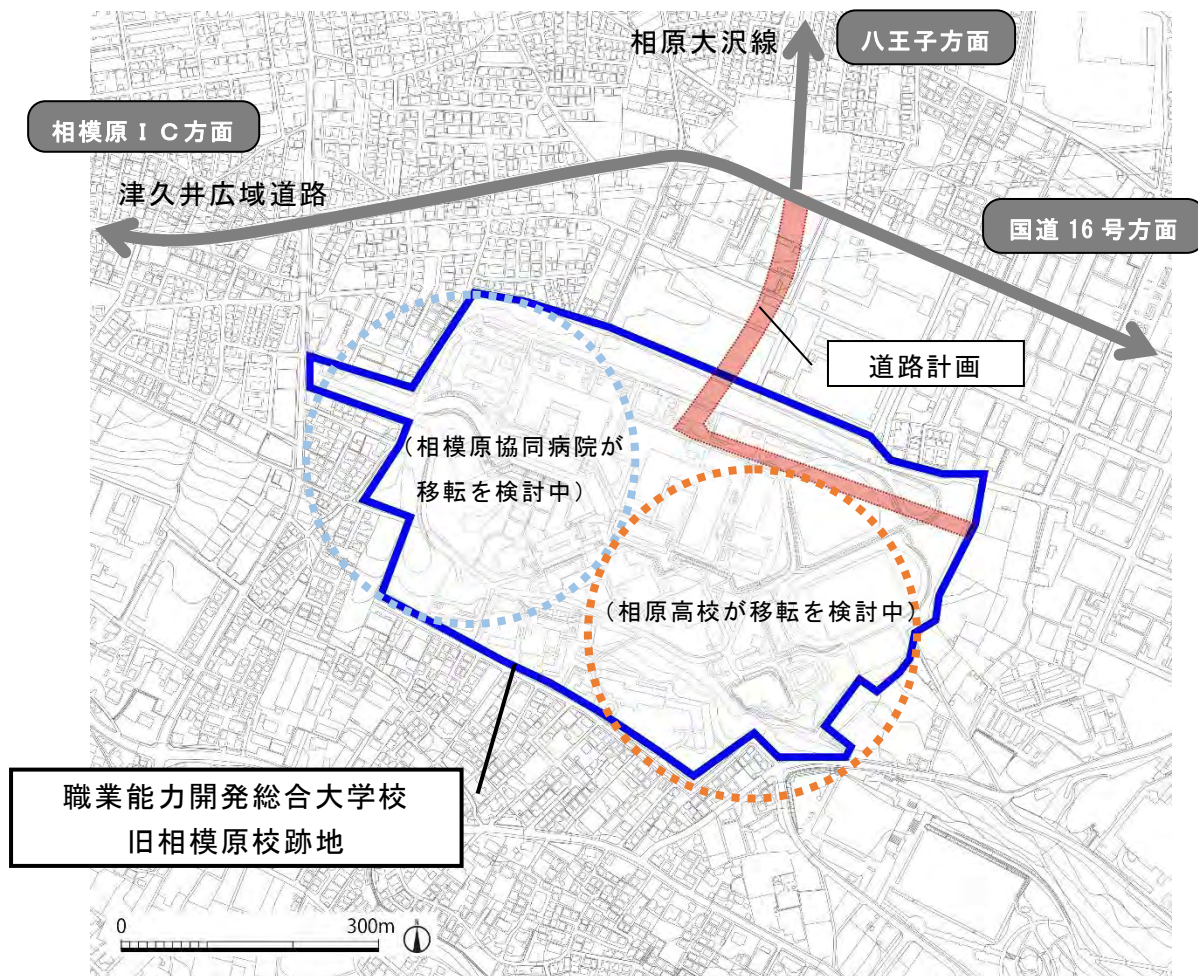 相原大沢線
八王子方面
相模原IC方面
津久井広域道路
国道16号方面
道路計画
(相模原協同病院が
移転を検討中)
(相原高校が移転を検討中)
職業能力開発総合大学校
旧相模原校跡地
0 300m
N